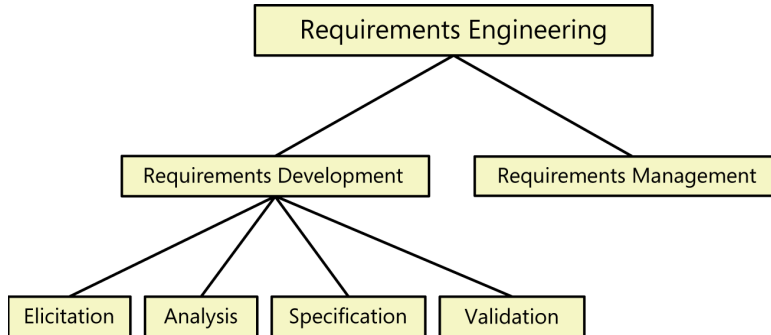 Requirements Engineering
Requirements Development
Requirements Management
Elicitation
Analysis
Specification
Validation